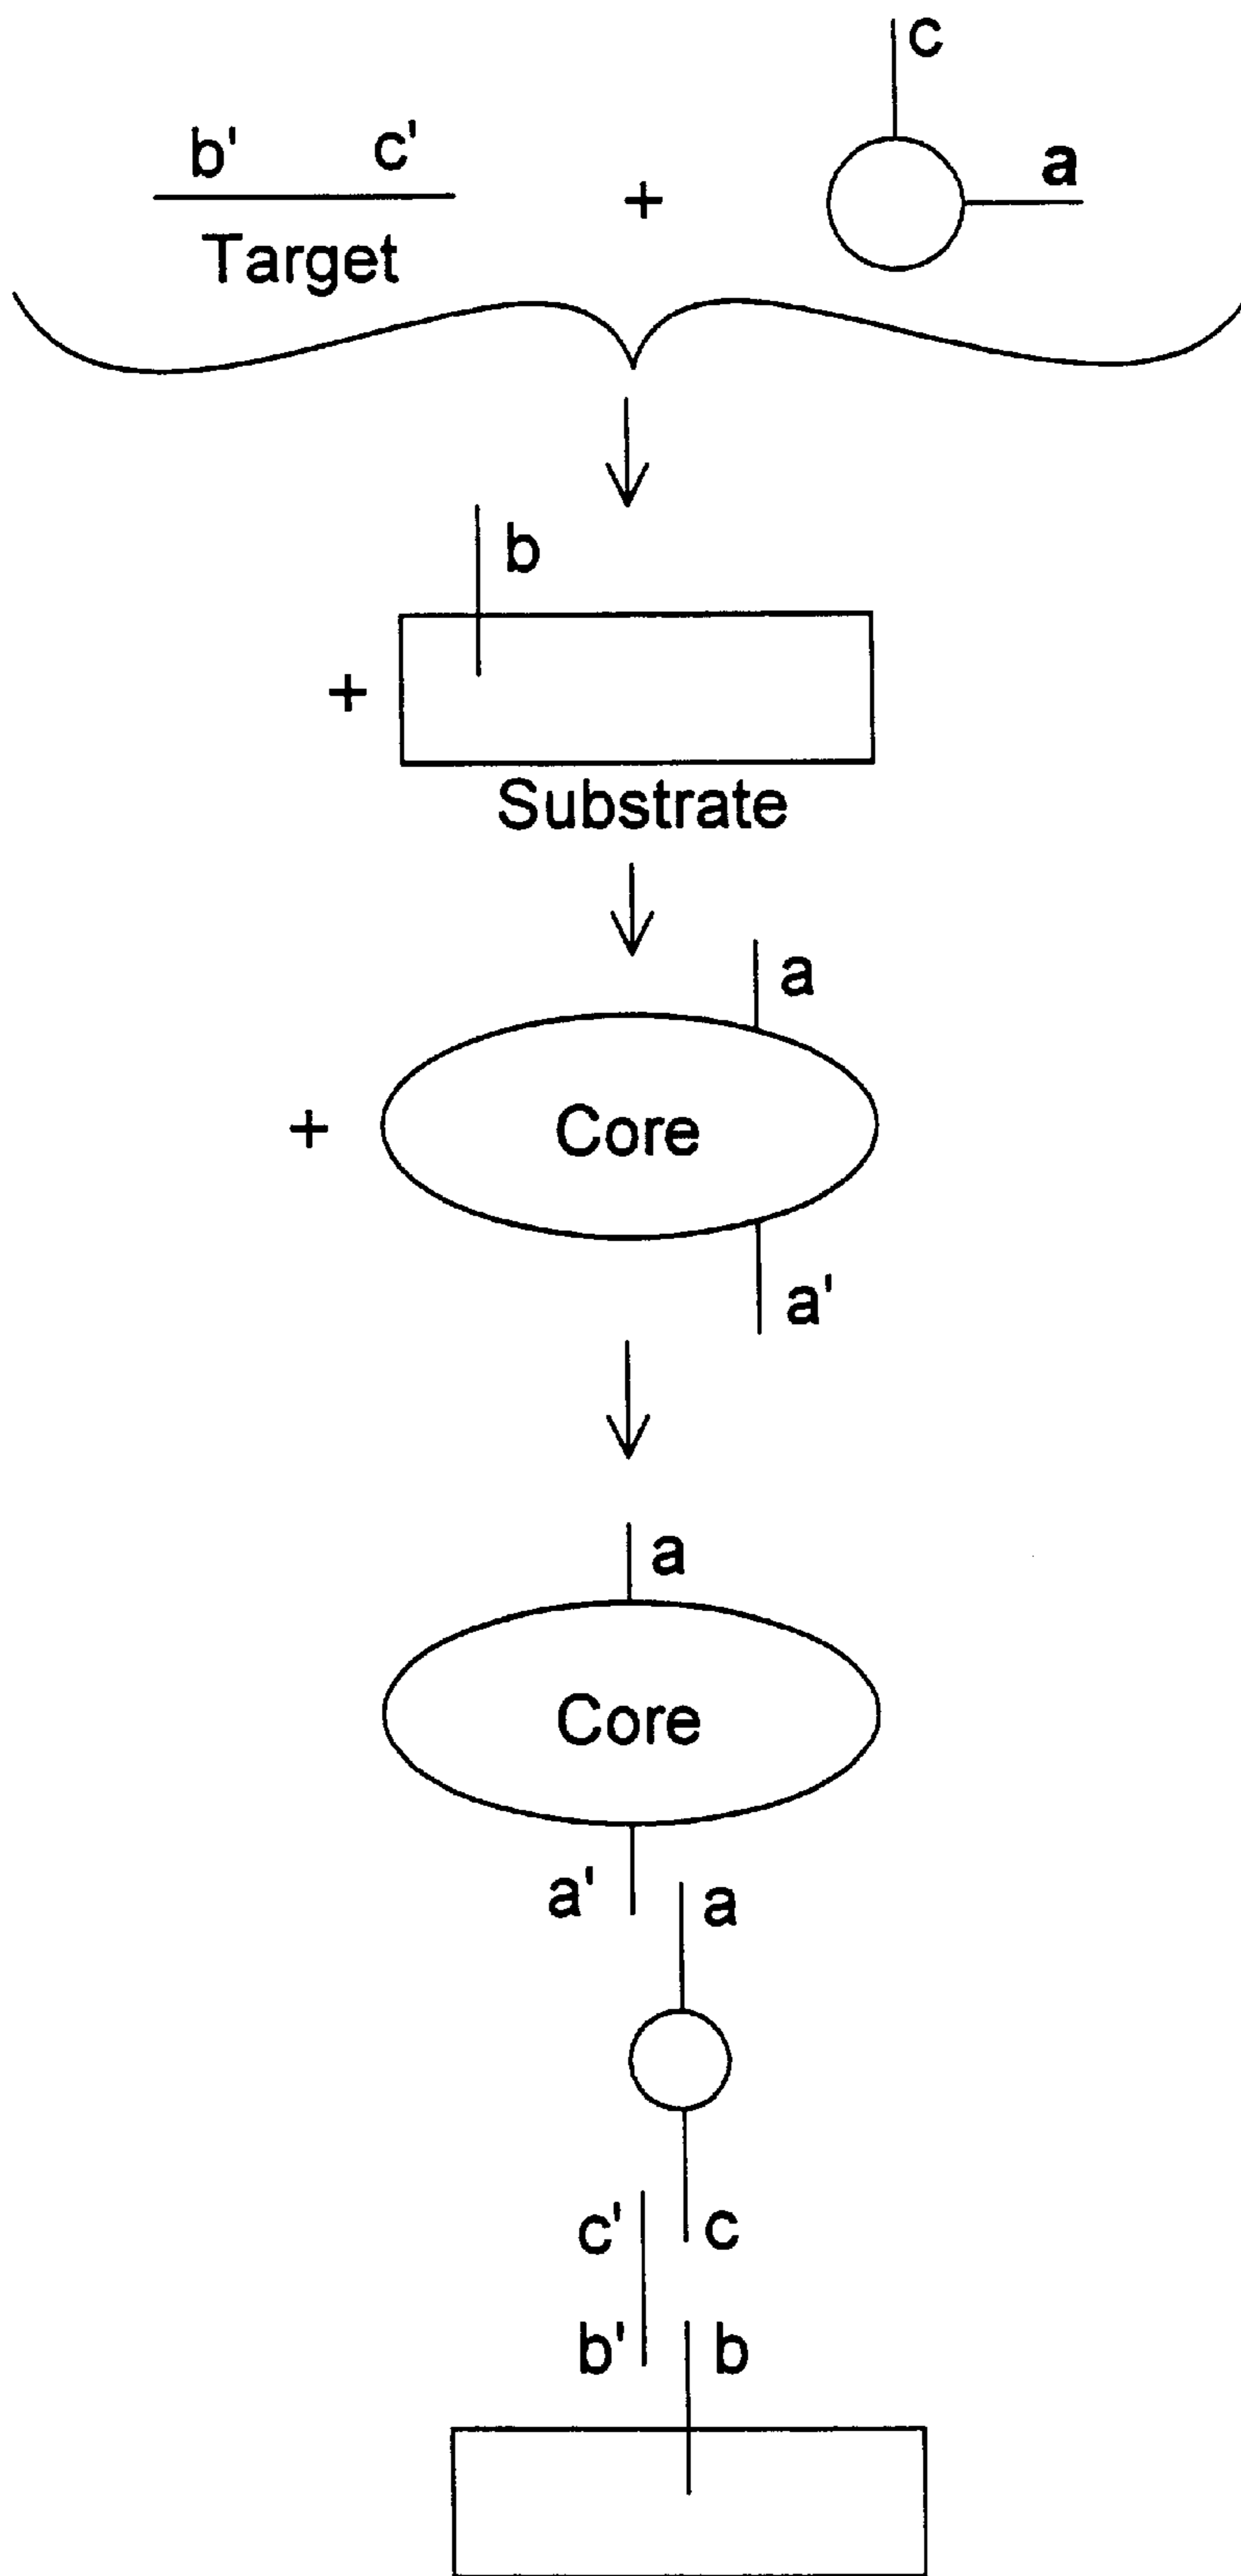 c
b' c'
+
a
Target
b
+
Substrate
a
+
Core
a'
a
Core
a'
a
c'
c
b'
b